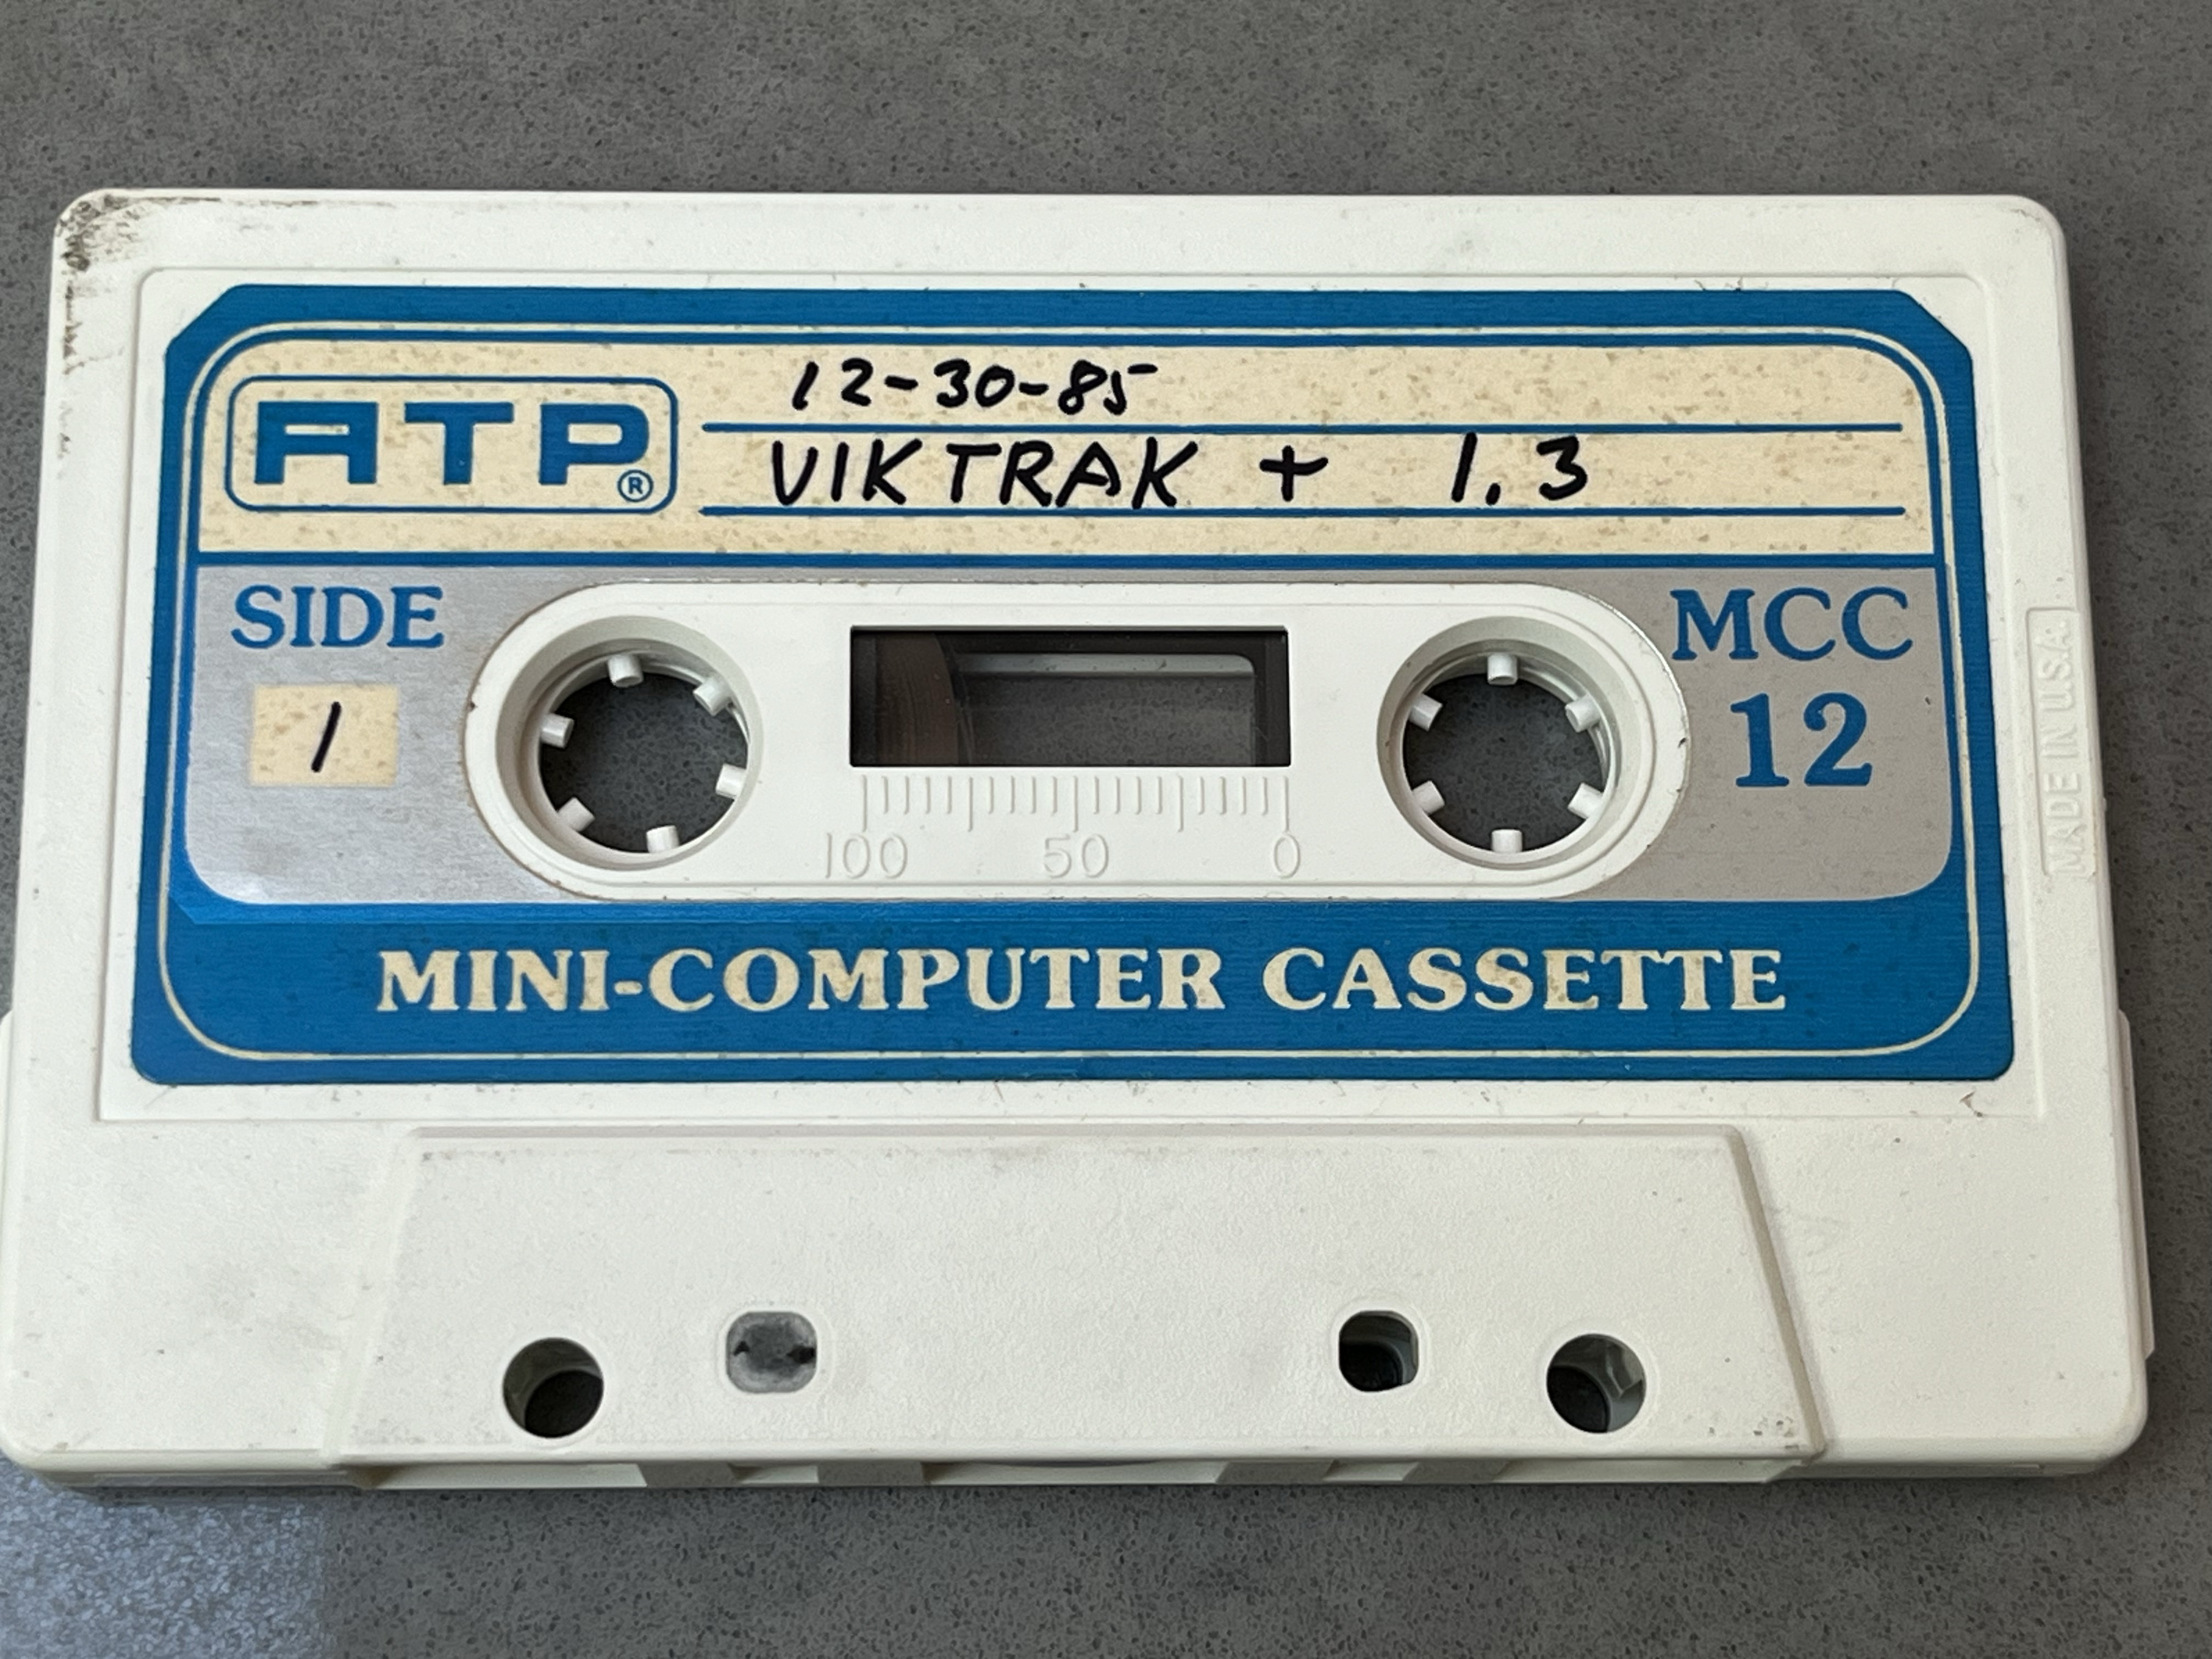 12-30-85
ATP®
VIKTRAK + 1.3
SIDE
MCC
1
12
100 50 0
MINI-COMPUTER CASSETTE
MADE IN USA